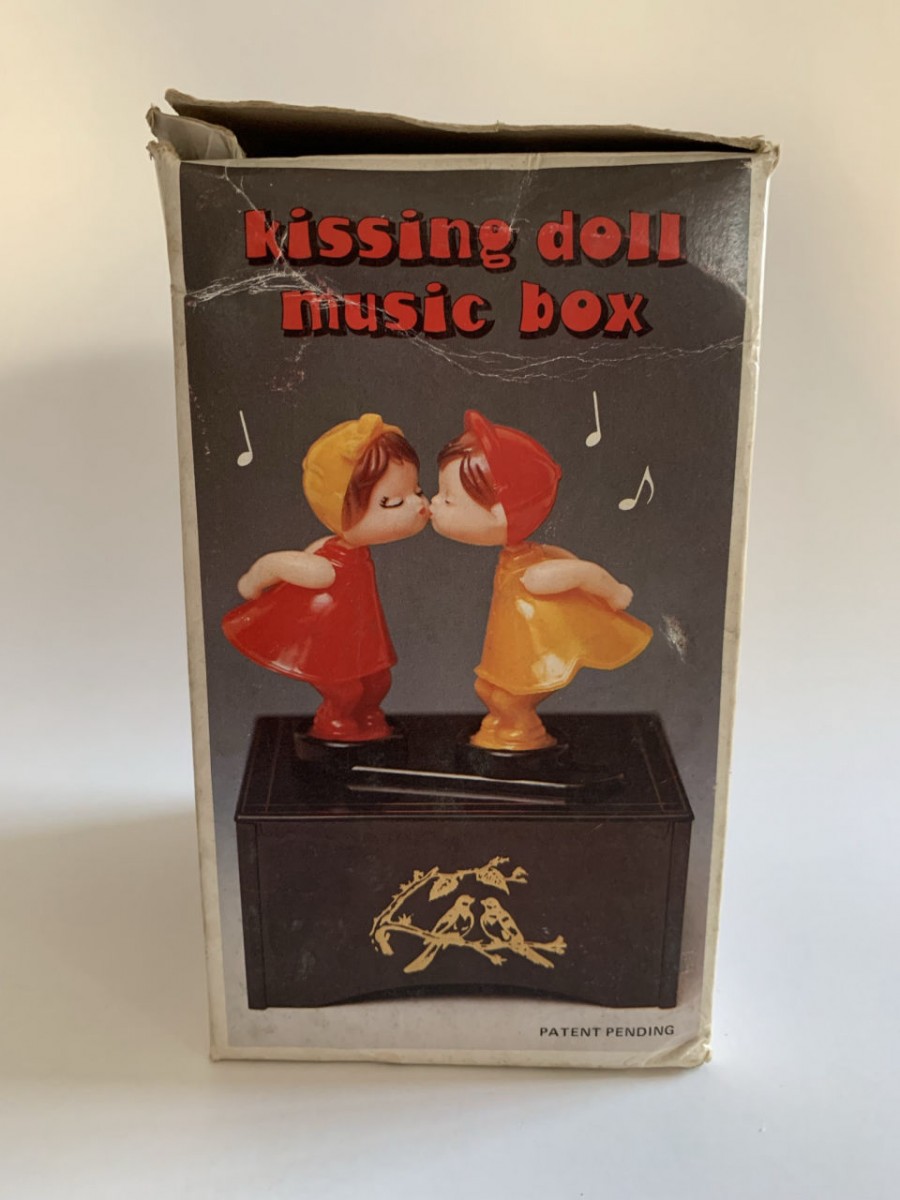 kissing doll
music box
PATENT PENDING